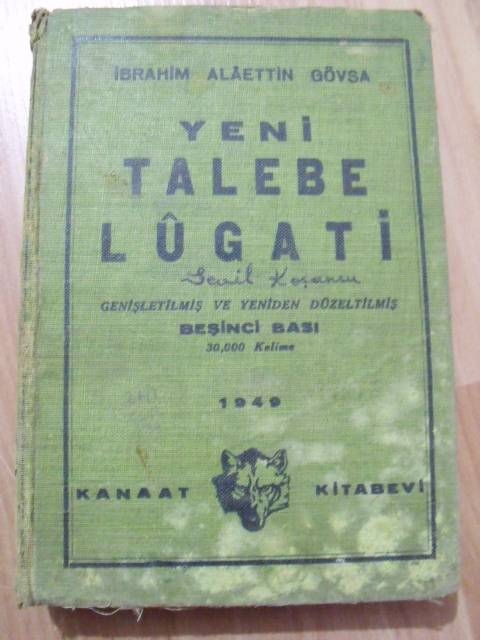 İBRAHİM ALÂETTİN GÖVSA
YENİ
TALEBE
LÛGATİ
Sevil
GENİŞLETİLMİŞ VE YENİDEN DÜZELTİLMİŞ
BEŞİNCİ BASI
30,000 Kelime
1949
KANAAT KİTABEVİ